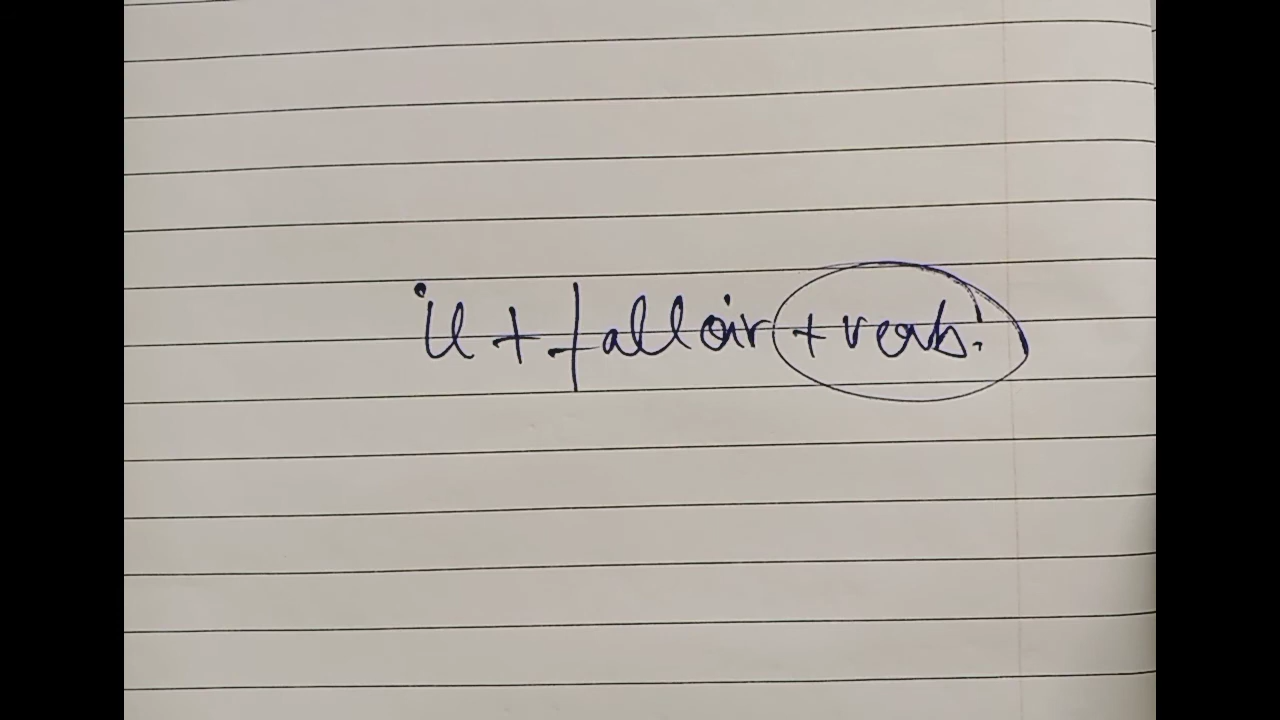 il + falloir + verb.